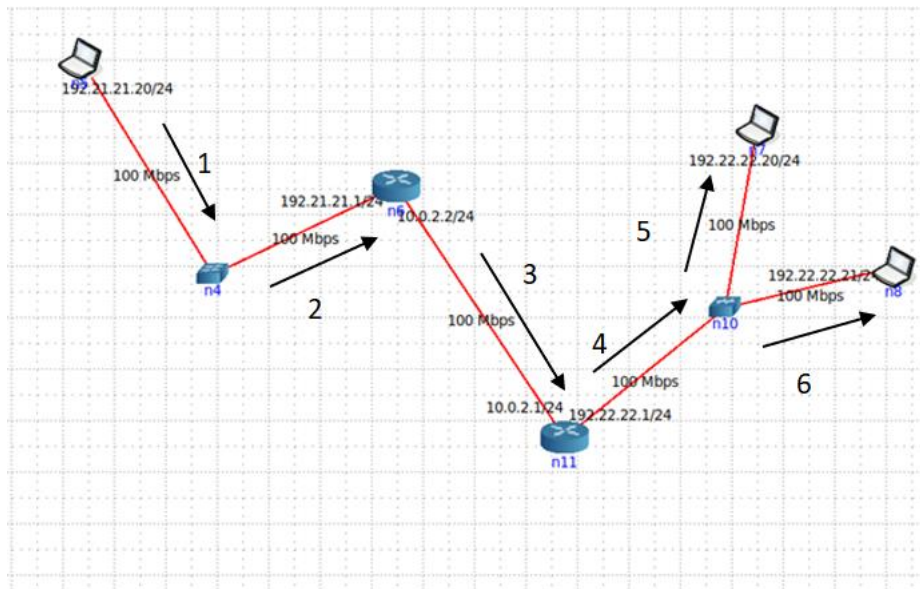 192.21.21.20/24
1
100 Mbps
192.21.21.1/24
n6
10.0.2.2/24
100 Mbps
2
n4
3
100 Mbps
10.0.2.1/24
192.22.22.1/24
n11
4
100 Mbps
5
n7
192.22.22.20/24
100 Mbps
192.22.22.21/24
100 Mbps
n8
n10
6